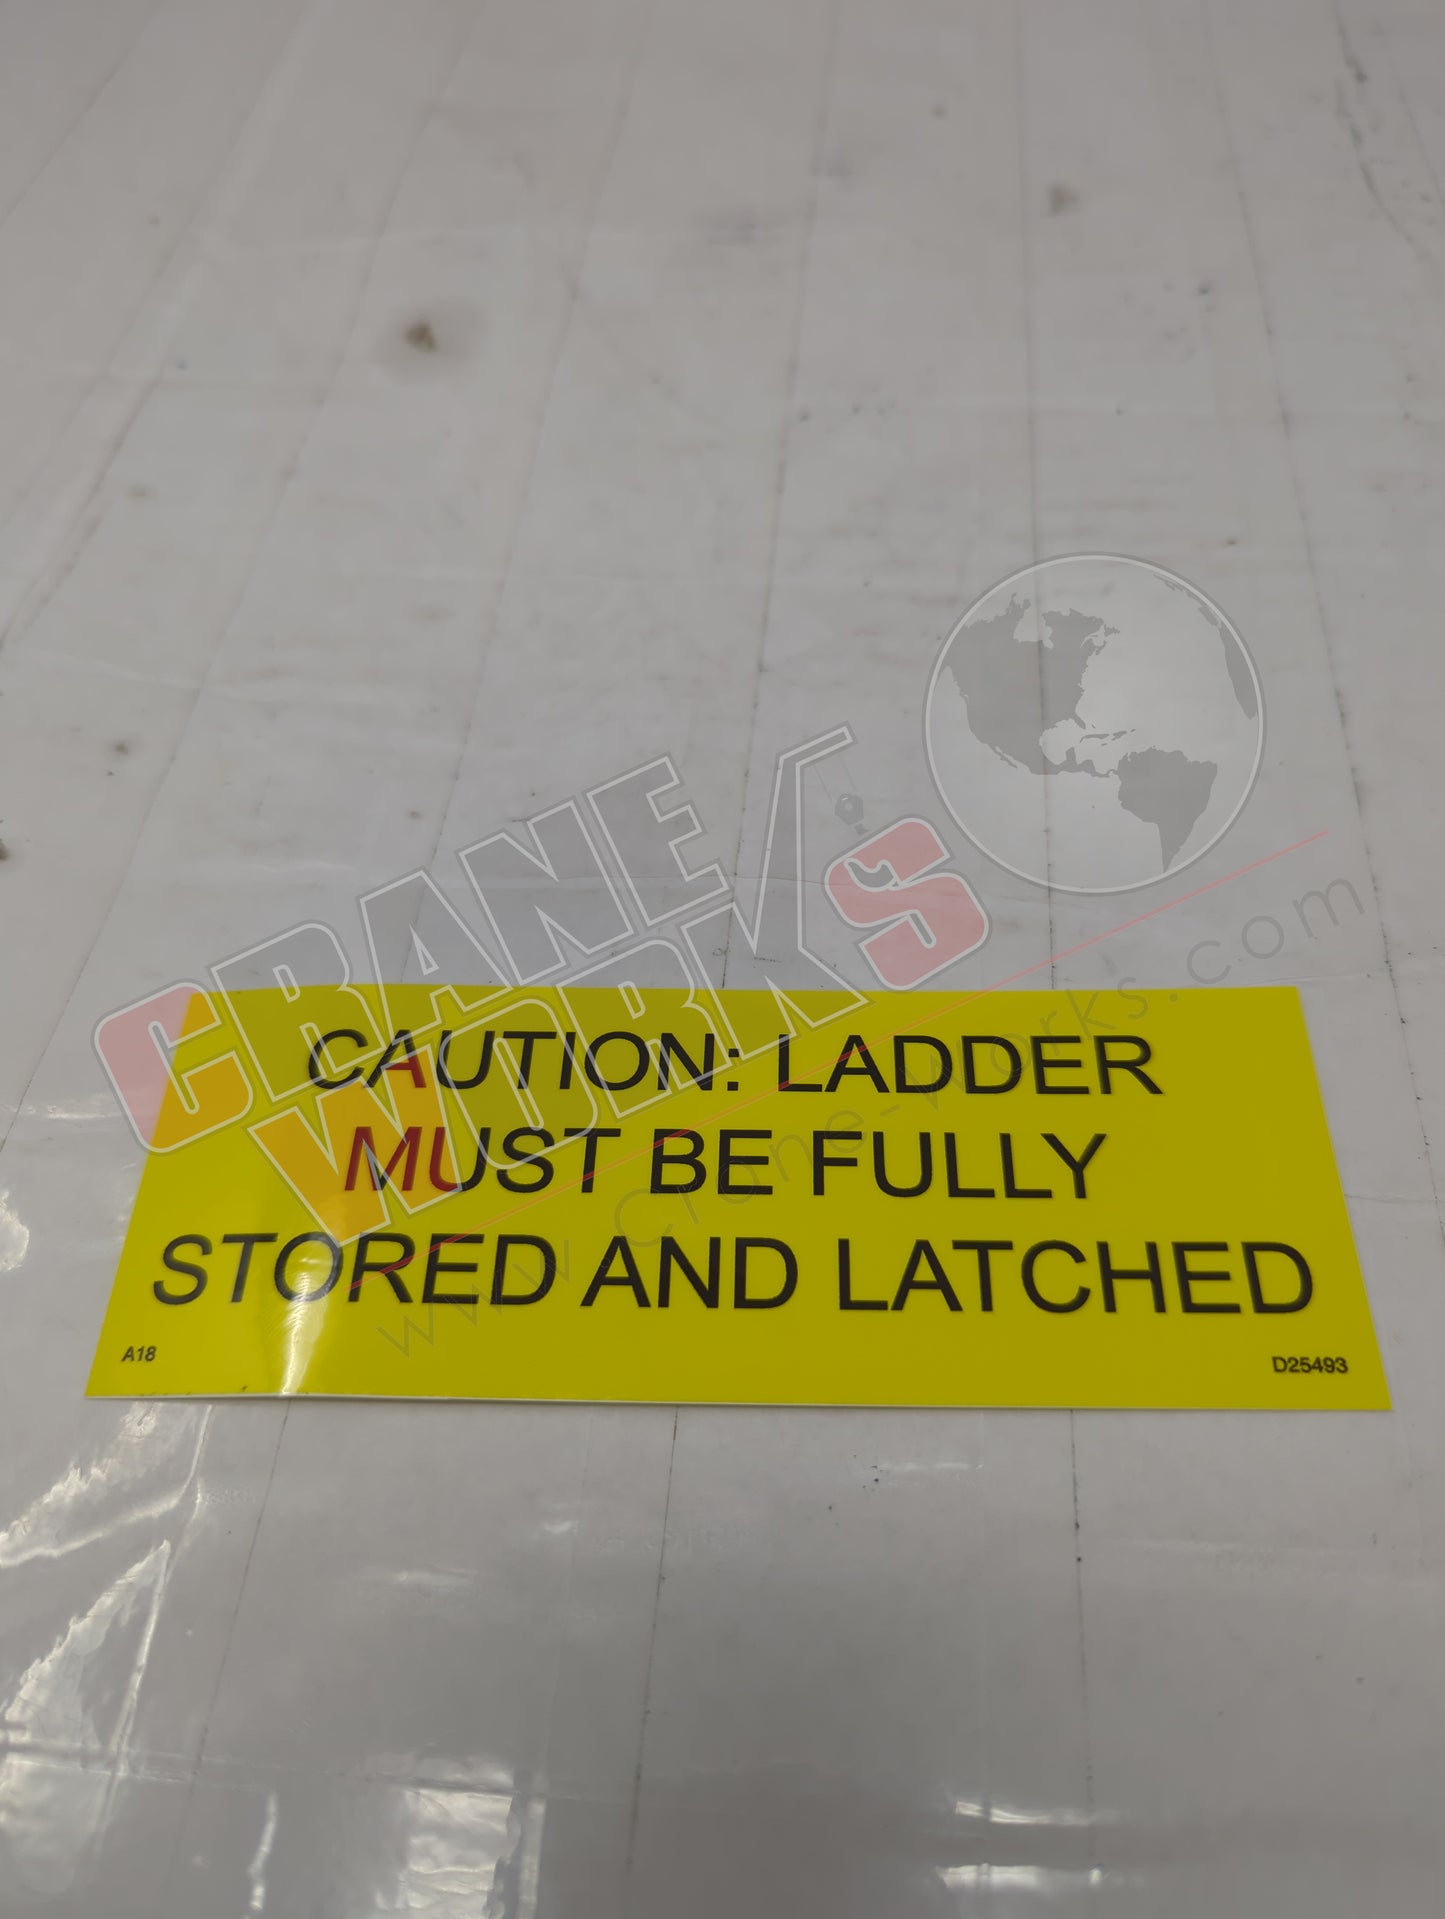 CRANE
WORKS
www.crane-works.com
CAUTION: LADDER
MUST BE FULLY
STORED AND LATCHED
A18
D25493